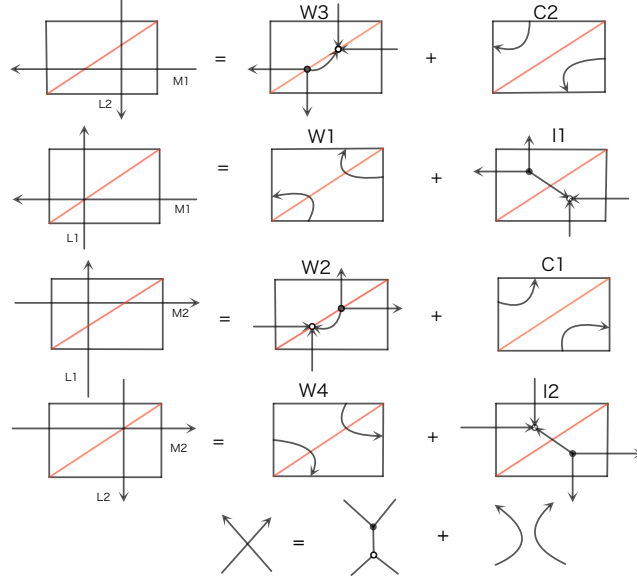 W3 C2
= +
M1
L2
W1 I1
= +
M1
L1
W2 C1
M2
= +
L1
W4 I2
M2
= +
L2
= +